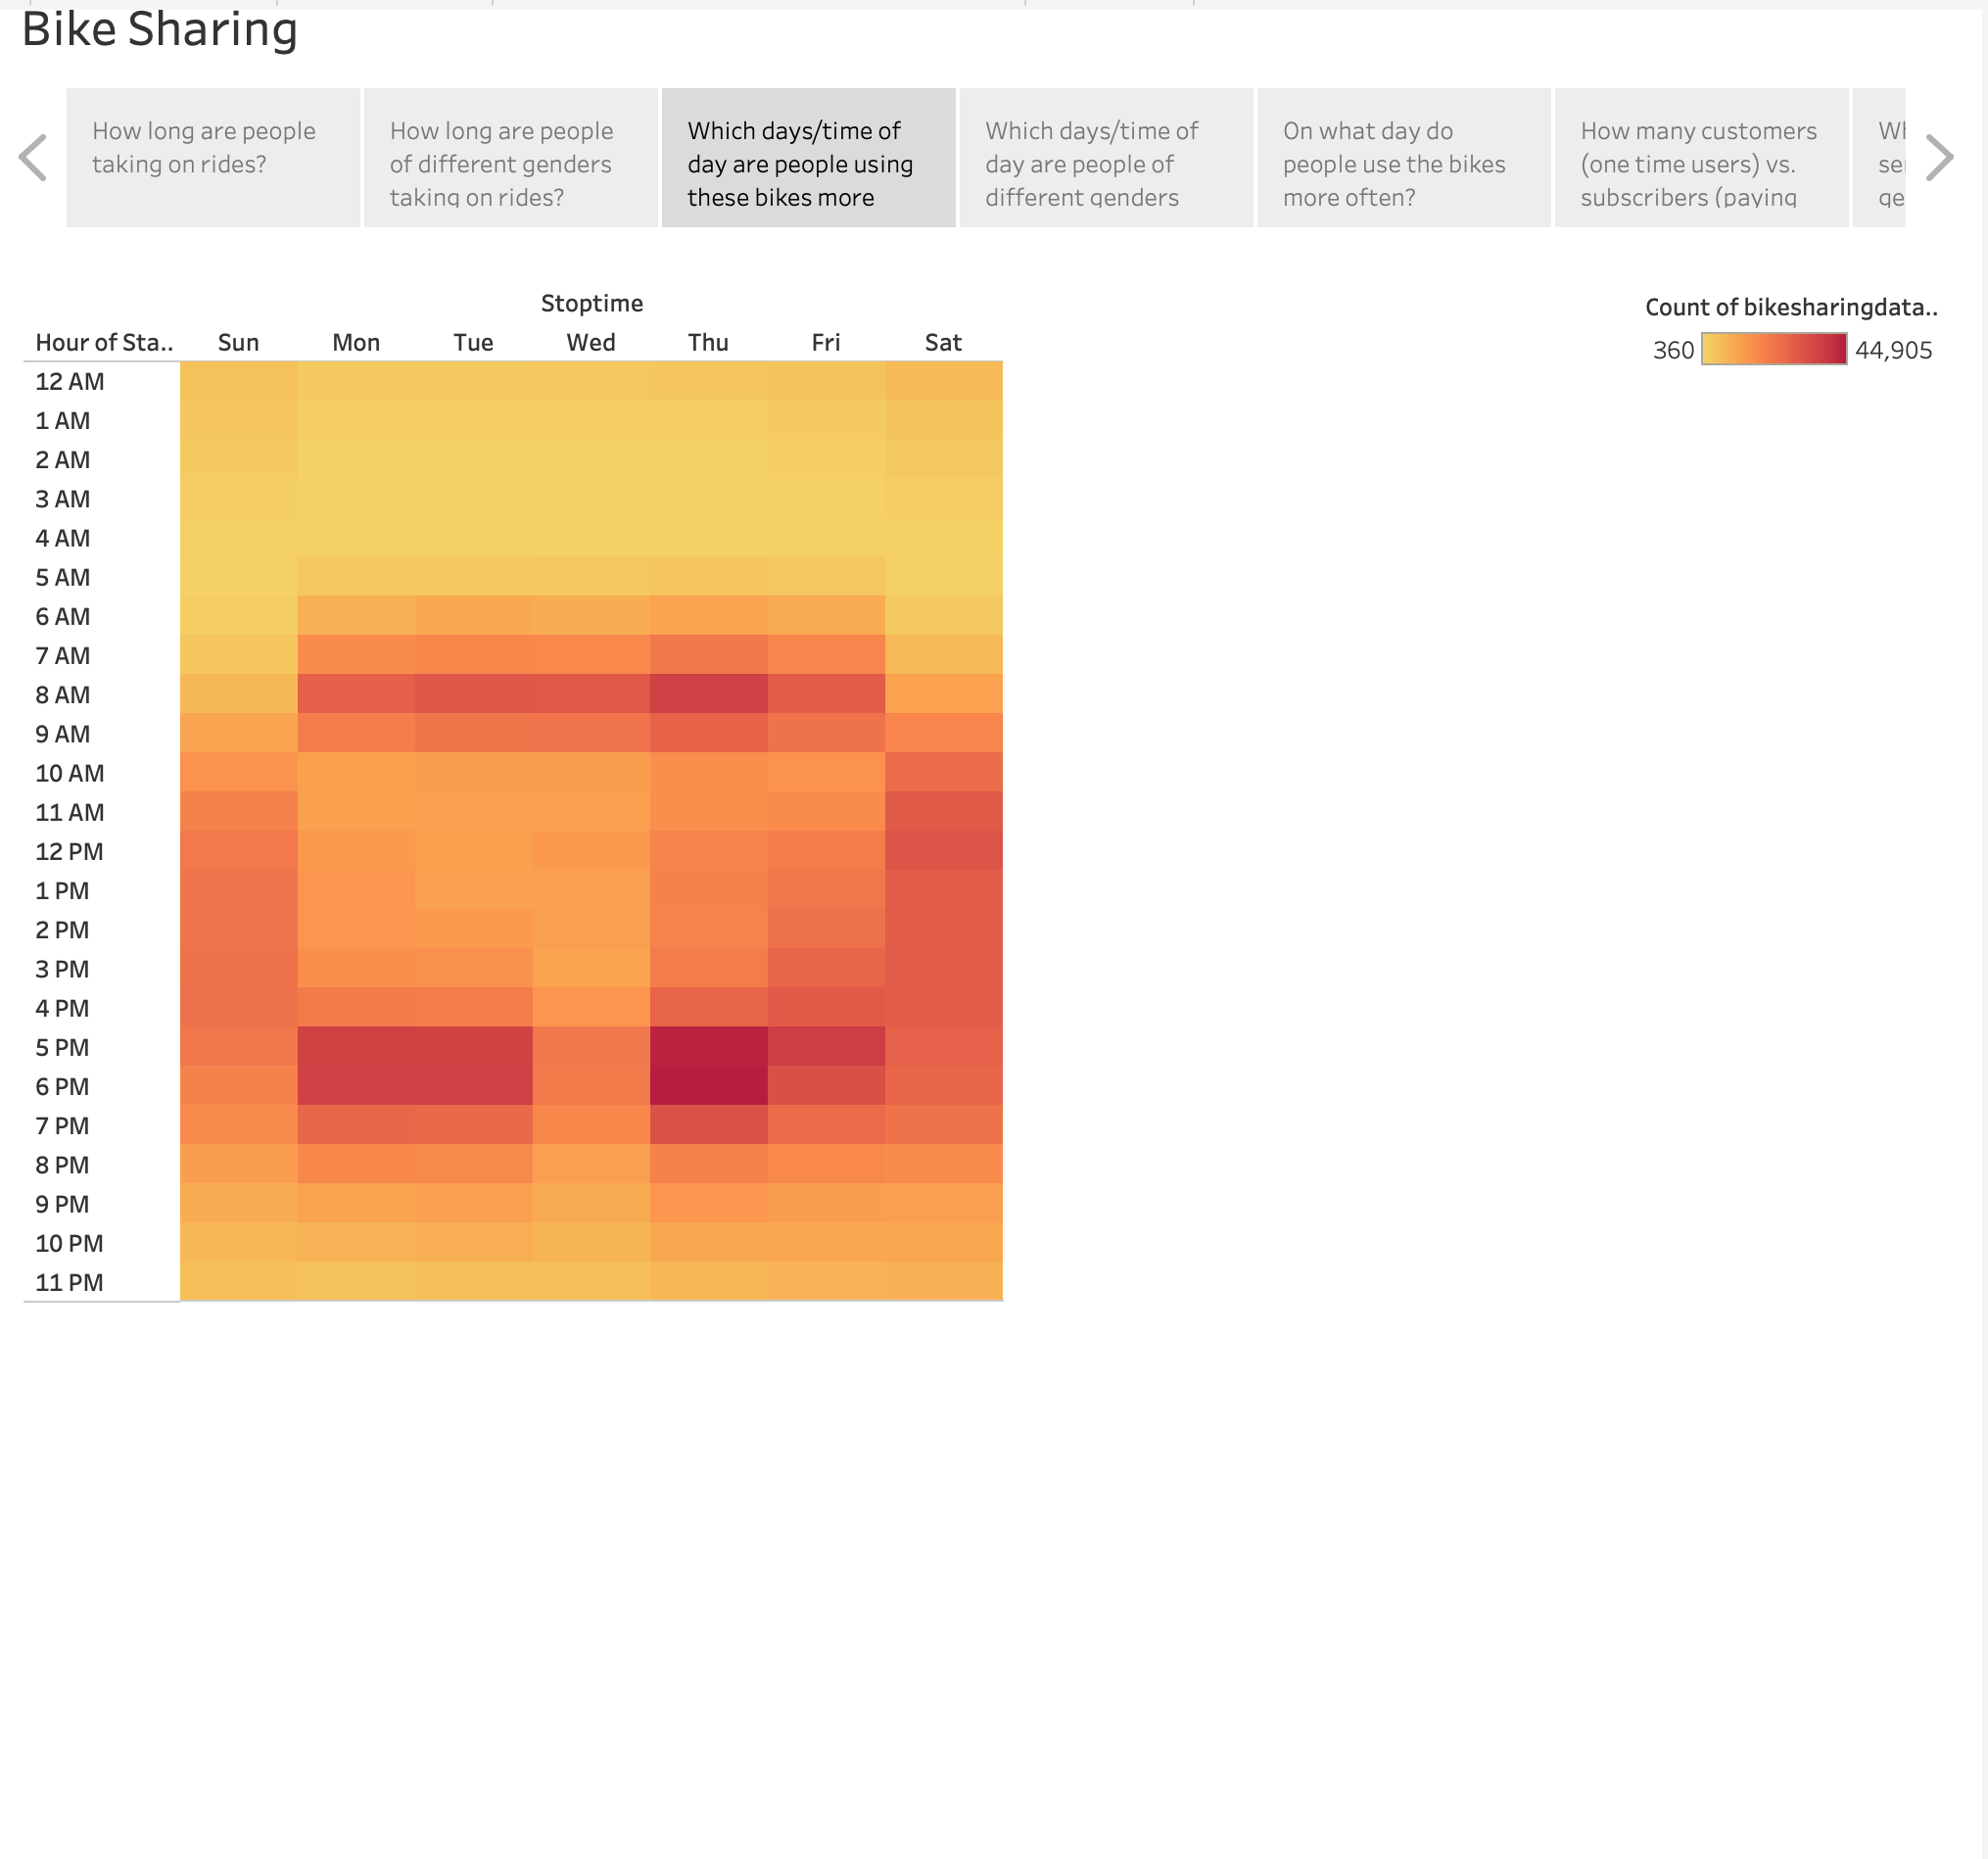 Bike Sharing
How long are people
taking on rides?
How long are people
of different genders
taking on rides?
Which days/time of
day are people using
these bikes more
Which days/time of
day are people of
different genders
On what day do
people use the bikes
more often?
How many customers
(one time users) vs.
subscribers (paying
Stoptime
Hour of Sta.. Sun Mon Tue Wed Thu Fri Sat
12 AM
1 AM
2 AM
3 AM
4 AM
5 AM
6 AM
7 AM
8 AM
9 AM
10 AM
11 AM
12 PM
1 PM
2 PM
3 PM
4 PM
5 PM
6 PM
7 PM
8 PM
9 PM
10 PM
11 PM
Count of bikesharingdata..
360 44,905